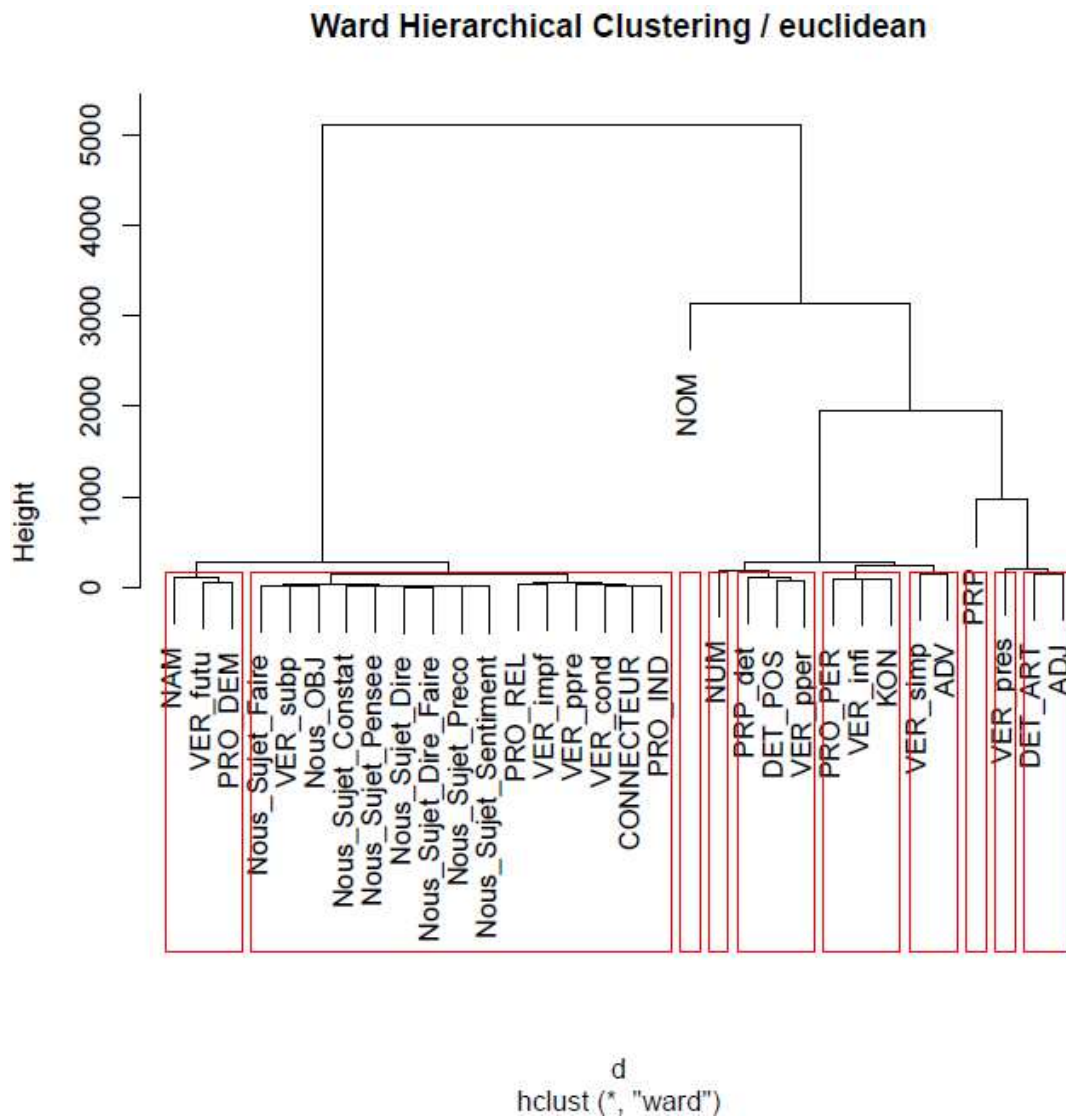 Ward Hierarchical Clustering / euclidean
5000
4000
3000
2000
1000
0
Height
NAM
VER_futu
PRO_DEM
Nous_Sujet_Faire
VER_subp
Nous_OBJ
Nous_Sujet_Constat
Nous_Sujet_Pensee
Nous_Sujet_Dire
Nous_Sujet_Dire_Faire
Nous_Sujet_Preco
Nous_Sujet_Sentiment
PRO_REL
VER_impf
VER_ppre
VER_cond
CONNECTEUR
PRO_IND
NOM
NUM
PRP_det
DET_POS
VER_pper
PRO_PER
VER_infi
KON
VER_simp
ADV
PRP
VER_pres
DET_ART
ADJ
d
hclust (*, "ward")